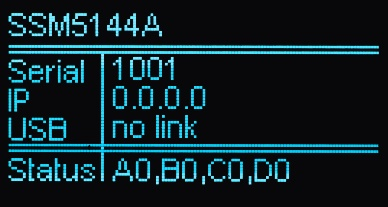 SSM5144A
Serial 1001
IP 0.0.0.0
USB no link
Status A0,B0,C0,D0